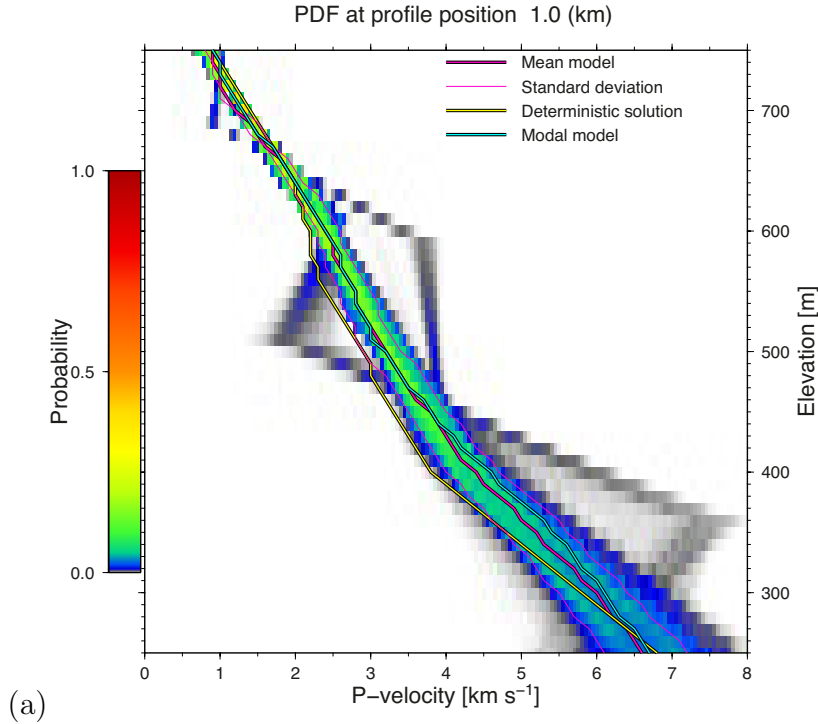 PDF at profile position 1.0 (km)
Mean model
Standard deviation
Deterministic solution
Modal model
1.0
0.5
0.0
Probability
700
600
500
400
300
Elevation [m]
0 1 2 3 4 5 6 7 8
P−velocity [km s−1]
(a)